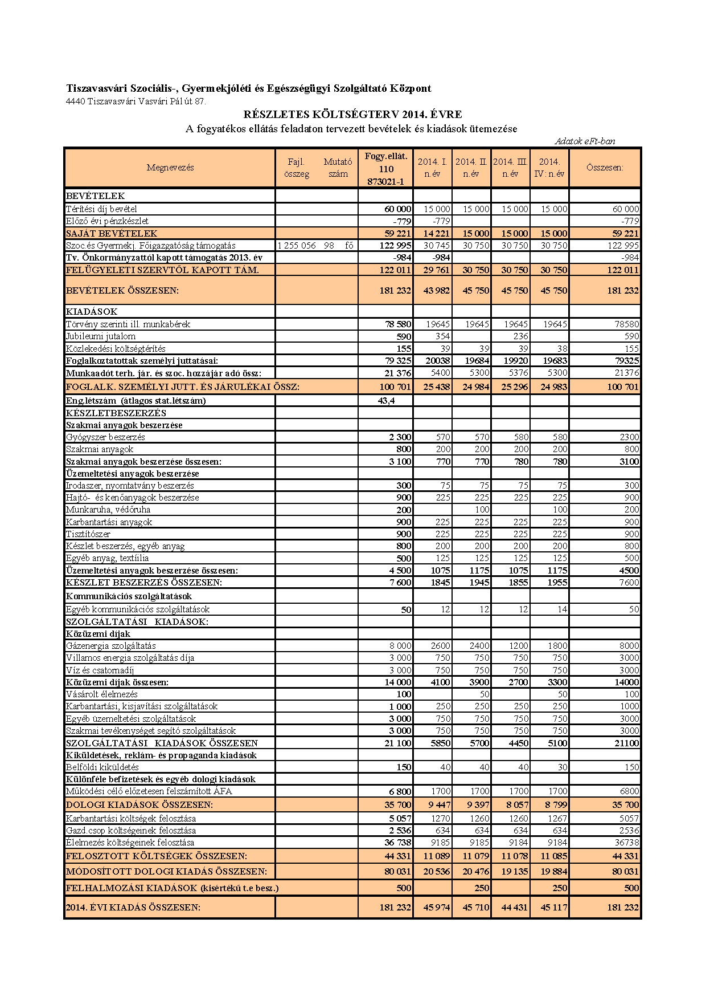 Tiszavasvári Szociális-, Gyermekjóléti és Egészségügyi Szolgáltató Központ
4440 Tiszavasvári Vasvári Pál út 87.
RÉSZLETES KÖLTSÉGTERV 2014. ÉVRE
A fogyatékos ellátás feladaton tervezett bevételek és kiadások ütemezése
Adatok eFt-ban
Megnevezés Fajl. összeg Mutató szám Fogy.ellát. 110 873021-1 2014. I. n.év 2014. II. n.év 2014. III. n.év 2014. IV: n.év Összesen:
BEVÉTELEK
Térítési díj bevétel 60 000 15 000 15 000 15 000 15 000 60 000
Előző évi pénzkészlet -779 -779 -779
SAJÁT BEVÉTELEK 59 221 14 221 15 000 15 000 15 000 59 221
Szoc.és Gyermekj. Főigazgatóság támogatás 1 255 056 98 fő 122 995 30 745 30 750 30 750 30 750 122 995
Tv. Önkormányzattól kapott támogatás 2013. év -984 -984 -984
FELÜGYELETI SZERVTŐL KAPOTT TÁM. 122 011 29 761 30 750 30 750 30 750 122 011
BEVÉTELEK ÖSSZESEN: 181 232 43 982 45 750 45 750 45 750 181 232
KIADÁSOK
Törvény szerinti ill. munkabérek 78 580 19645 19645 19645 19645 78580
Jubileumi jutalom 590 354 236 590
Közlekedési költségtérítés 155 39 39 39 38 155
Foglalkoztatottak személyi juttatásai: 79 325 20038 19684 19920 19683 79325
Munkaadót terh. jár. és szoc. hozzájár adó össz: 21 376 5400 5300 5376 5300 21376
FOGLALK. SZEMÉLYI JUTT. ÉS JÁRULÉKAI ÖSSZ: 100 701 25 438 24 984 25 296 24 983 100 701
Eng.létszám (átlagos stat.létszám) 43,4
KÉSZLETBESZERZÉS
Szakmai anyagok beszerzése
Gyógyszer beszerzés 2 300 570 570 580 580 2300
Szakmai anyagok 800 200 200 200 200 800
Szakmai anyagok beszerzése összesen: 3 100 770 770 780 780 3100
Üzemeltetési anyagok beszerzése
Irodaszer, nyomtatvány beszerzés 300 75 75 75 75 300
Hajtó- és kenőanyagok beszerzése 900 225 225 225 225 900
Munkaruha, védőruha 200 100 100 200
Karbantartási anyagok 900 225 225 225 225 900
Tisztítószer 900 225 225 225 225 900
Készlet beszerzés, egyéb anyag 800 200 200 200 200 800
Egyéb anyag, textíilia 500 125 125 125 125 500
Üzemeltetési anyagok beszerzése összesen: 4 500 1075 1175 1075 1175 4500
KÉSZLET BESZERZÉS ÖSSZESEN: 7 600 1845 1945 1855 1955 7600
Kommunikációs szolgáltatások
Egyéb kommunikációs szolgáltatások 50 12 12 12 14 50
SZOLGÁLTATÁSI KIADÁSOK:
Közüzemi díjak
Gázenergia szolgáltatás 8 000 2600 2400 1200 1800 8000
Villamos energia szolgáltatás díja 3 000 750 750 750 750 3000
Víz és csatornadíj 3 000 750 750 750 750 3000
Közüzemi díjak összesen: 14 000 4100 3900 2700 3300 14000
Vásárolt élelmezés 100 50 50 100
Karbantartási, kisjavítási szolgáltatások 1 000 250 250 250 250 1000
Egyéb üzemeltetési szolgáltatások 3 000 750 750 750 750 3000
Szakmai tevékenységet segító szolgáltatások 3 000 750 750 750 750 3000
SZOLGÁLTATÁSI KIADÁSOK ÖSSZESEN 21 100 5850 5700 4450 5100 21100
Kiküldetések, reklám- és propaganda kiadások
Belföldi kiküldetés 150 40 40 40 30 150
Különféle befizetések és egyéb dologi kiadások
Működési céló előzetesen felszámított ÁFA 6 800 1700 1700 1700 1700 6800
DOLOGI KIADÁSOK ÖSSZESEN: 35 700 9 447 9 397 8 057 8 799 35 700
Karbantartási költségek felosztása 5 057 1270 1260 1260 1267 5057
Gazd.csop költségeinek felosztása 2 536 634 634 634 634 2536
Élelmezés költségeinek felosztása 36 738 9185 9185 9184 9184 36738
FELOSZTOTT KÖLTSÉGEK ÖSSZESEN: 44 331 11 089 11 079 11 078 11 085 44 331
MÓDOSÍTOTT DOLOGI KIADÁS ÖSSZESEN: 80 031 20 536 20 476 19 135 19 884 80 031
FELHALMOZÁSI KIADÁSOK (kisértékű t.e besz.) 500 250 250 500
2014. ÉVI KIADÁS ÖSSZESEN: 181 232 45 974 45 710 44 431 45 117 181 232